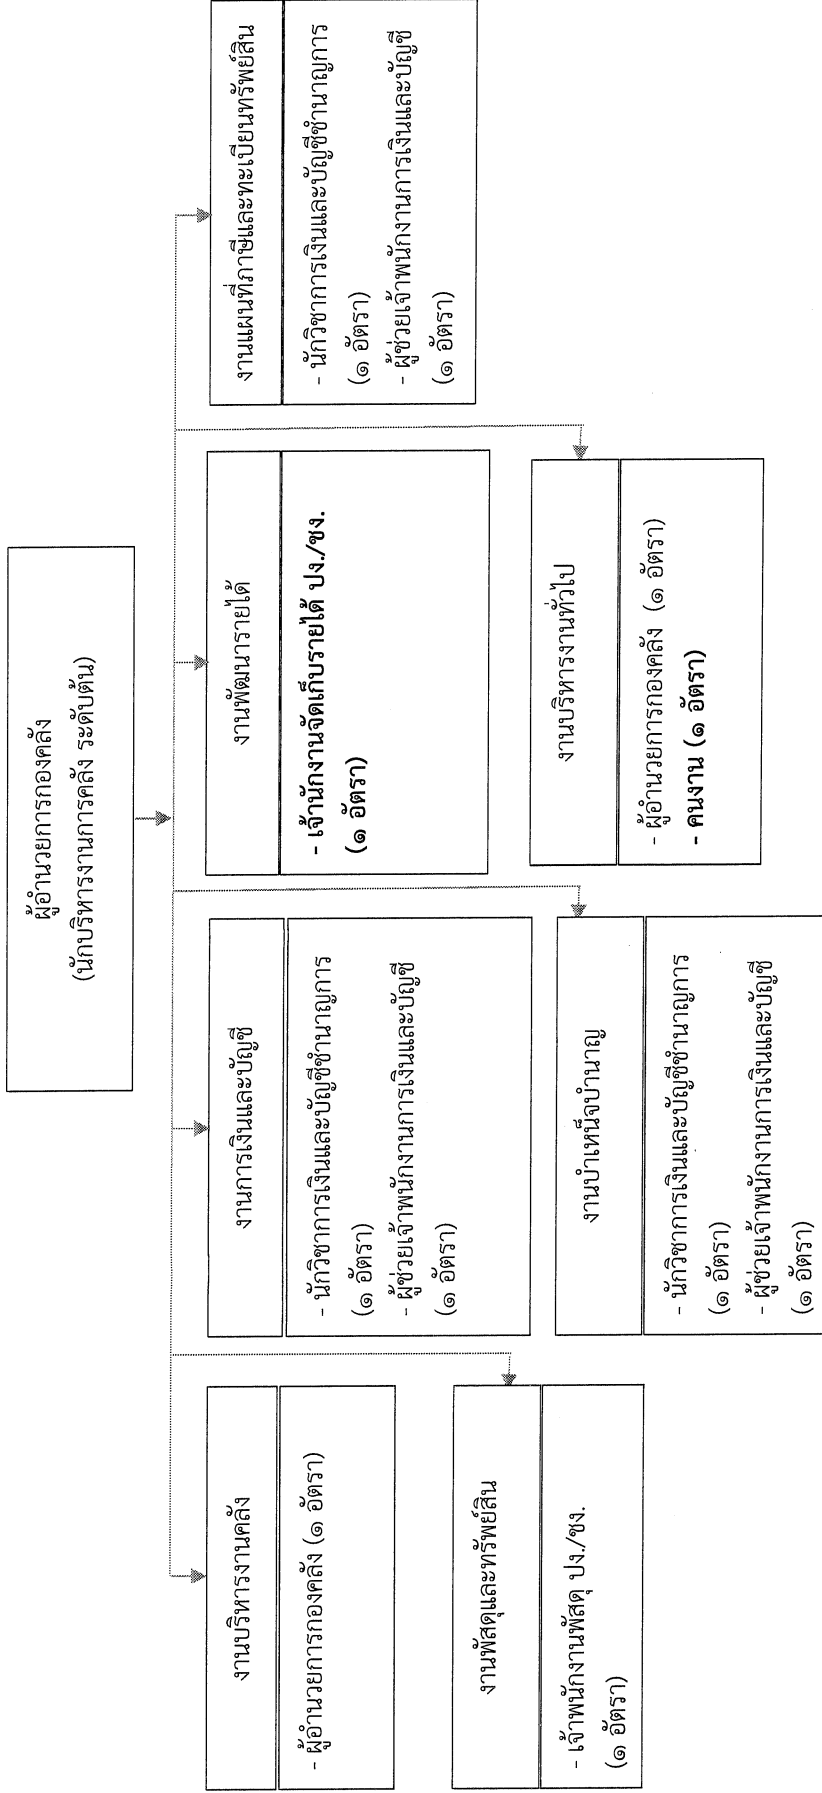 ผู้อำนวยการกองคลัง
(นักบริหารงานการคลัง ระดับต้น)
งานบริหารงานคลัง
- ผู้อำนวยการกองคลัง (๑ อัตรา)
งานการเงินและบัญชี
- นักวิชาการเงินและบัญชีชำนาญการ
(๑ อัตรา)
- ผู้ช่วยเจ้าพนักงานการเงินและบัญชี
(๑ อัตรา)
งานพัฒนารายได้
- เจ้านักงานจัดเก็บรายได้ ปง./ชง.
(๑ อัตรา)
งานแผนที่ภาษีและทะเบียนทรัพย์สิน
- นักวิชาการเงินและบัญชีชำนาญการ
(๑ อัตรา)
- ผู้ช่วยเจ้าพนักงานการเงินและบัญชี
(๑ อัตรา)
งานพัสดุและทรัพย์สิน
- เจ้าพนักงานพัสดุ ปง./ชง.
(๑ อัตรา)
งานบำเหน็จบำนาญ
- นักวิชาการเงินและบัญชีชำนาญการ
(๑ อัตรา)
- ผู้ช่วยเจ้าพนักงานการเงินและบัญชี
(๑ อัตรา)
งานบริหารงานทั่วไป
- ผู้อำนวยการกองคลัง (๑ อัตรา)
- คนงาน (๑ อัตรา)